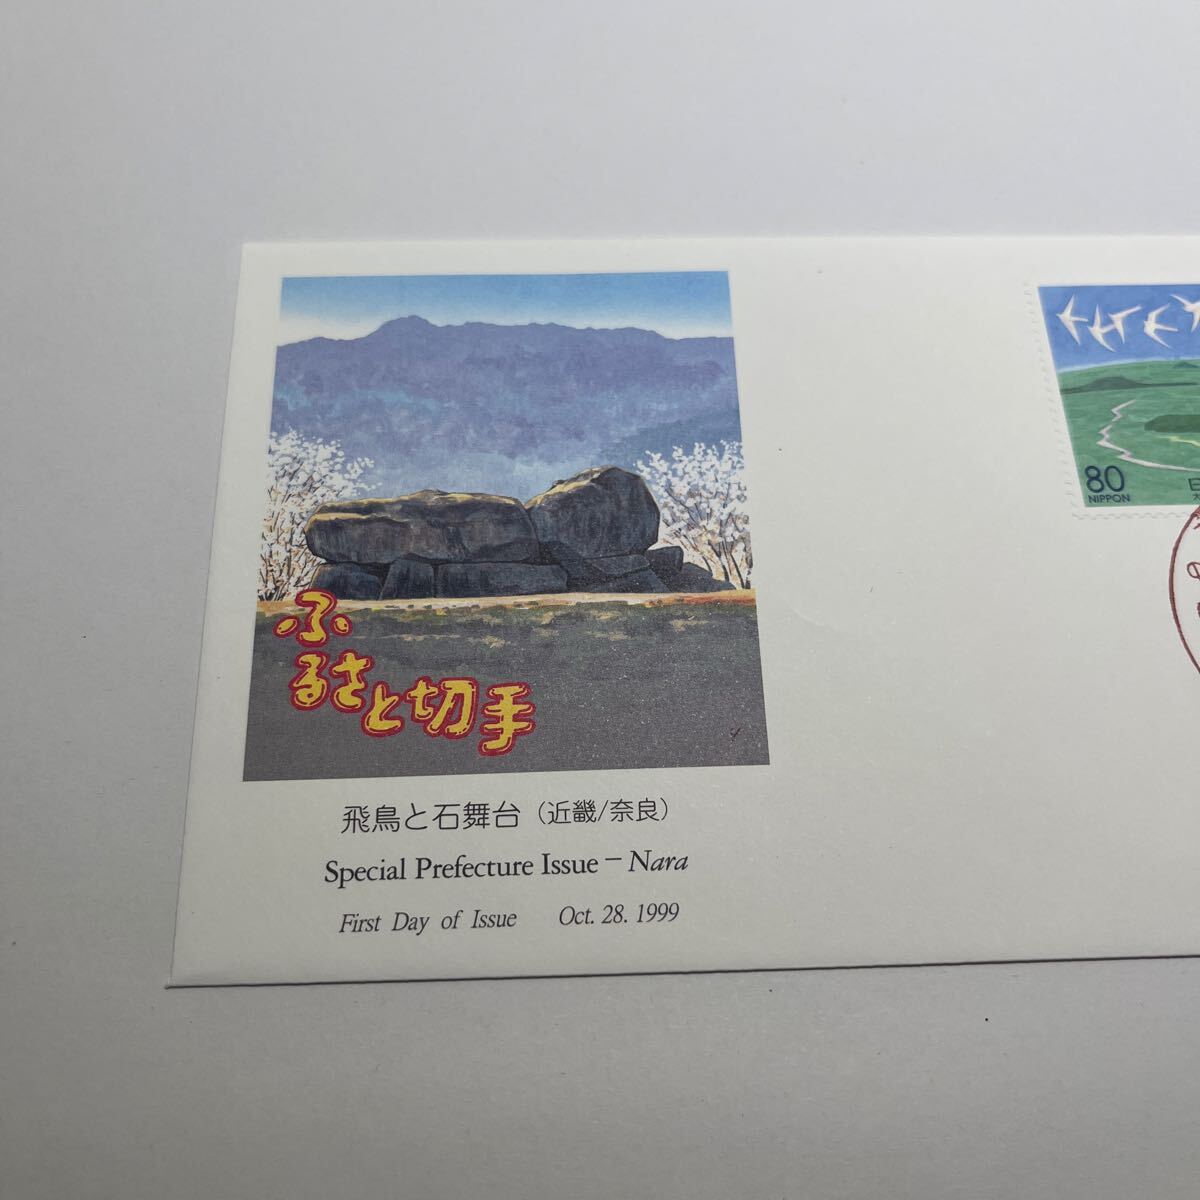 ふ
るさと切手
飛鳥と石舞台（近畿/奈良）
Special Prefecture Issue – Nara
First Day of Issue Oct. 28. 1999
80
NIPPON